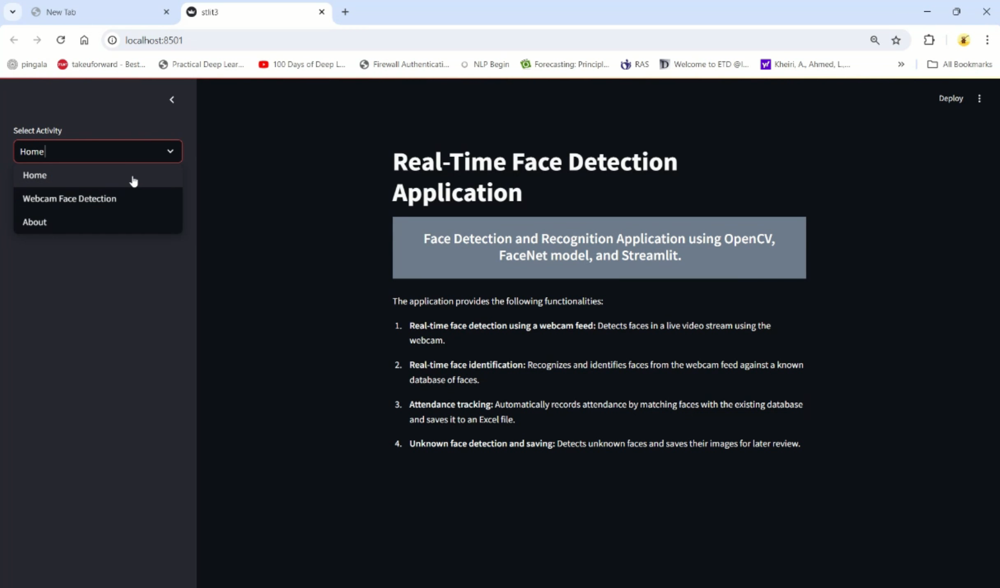 New Tab
stlit3
localhost:8501
pingala
takeuforward - Best...
Practical Deep Lear...
100 Days of Deep L...
Firewall Authenticati...
NLP Begin
Forecasting: Principl...
RAS
Welcome to ETD @I...
Kheiri, A., Ahmed, L.,...
All Bookmarks
Deploy
Select Activity
Home
Home
Webcam Face Detection
About
Real-Time Face Detection
Application
Face Detection and Recognition Application using OpenCV,
FaceNet model, and Streamlit.
The application provides the following functionalities:
1. Real-time face detection using a webcam feed: Detects faces in a live video stream using the
webcam.
2. Real-time face identification: Recognizes and identifies faces from the webcam feed against a known
database of faces.
3. Attendance tracking: Automatically records attendance by matching faces with the existing database
and saves it to an Excel file.
4. Unknown face detection and saving: Detects unknown faces and saves their images for later review.